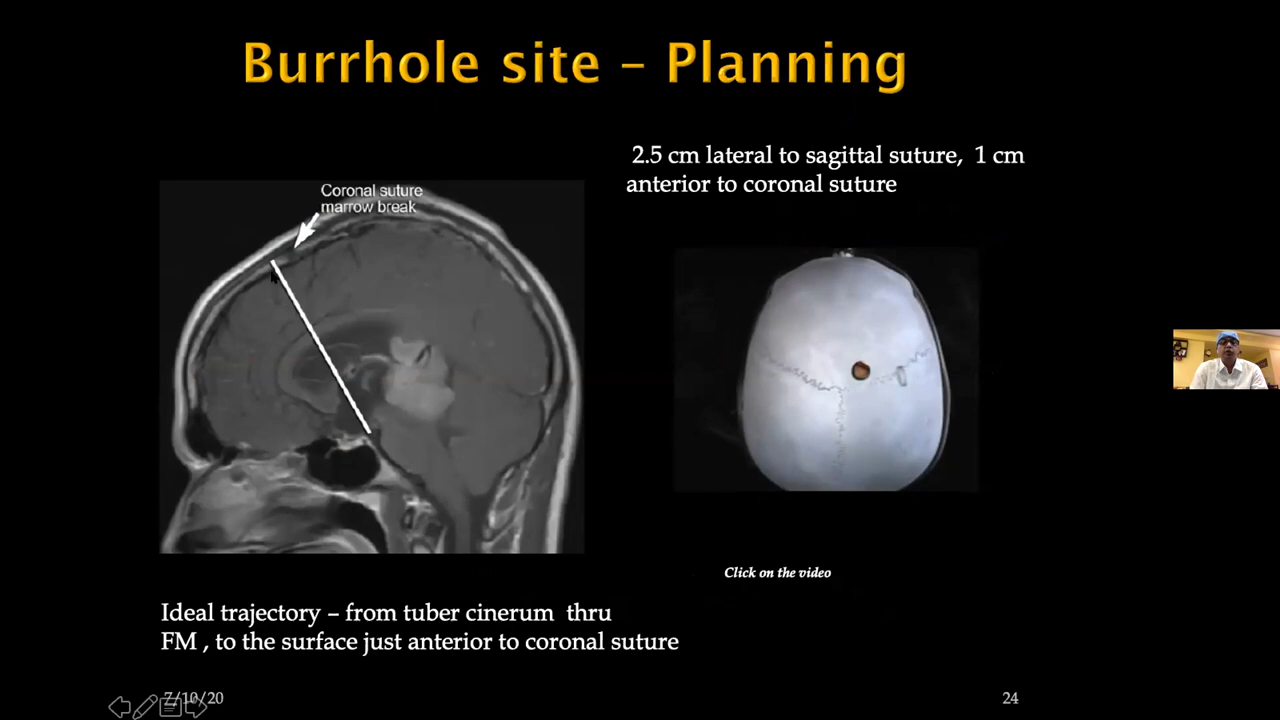 Burrhole site – Planning
2.5 cm lateral to sagittal suture, 1 cm
anterior to coronal suture
Coronal suture
marrow break
Click on the video
Ideal trajectory – from tuber cinerum thru
FM , to the surface just anterior to coronal suture
7/10/20
24